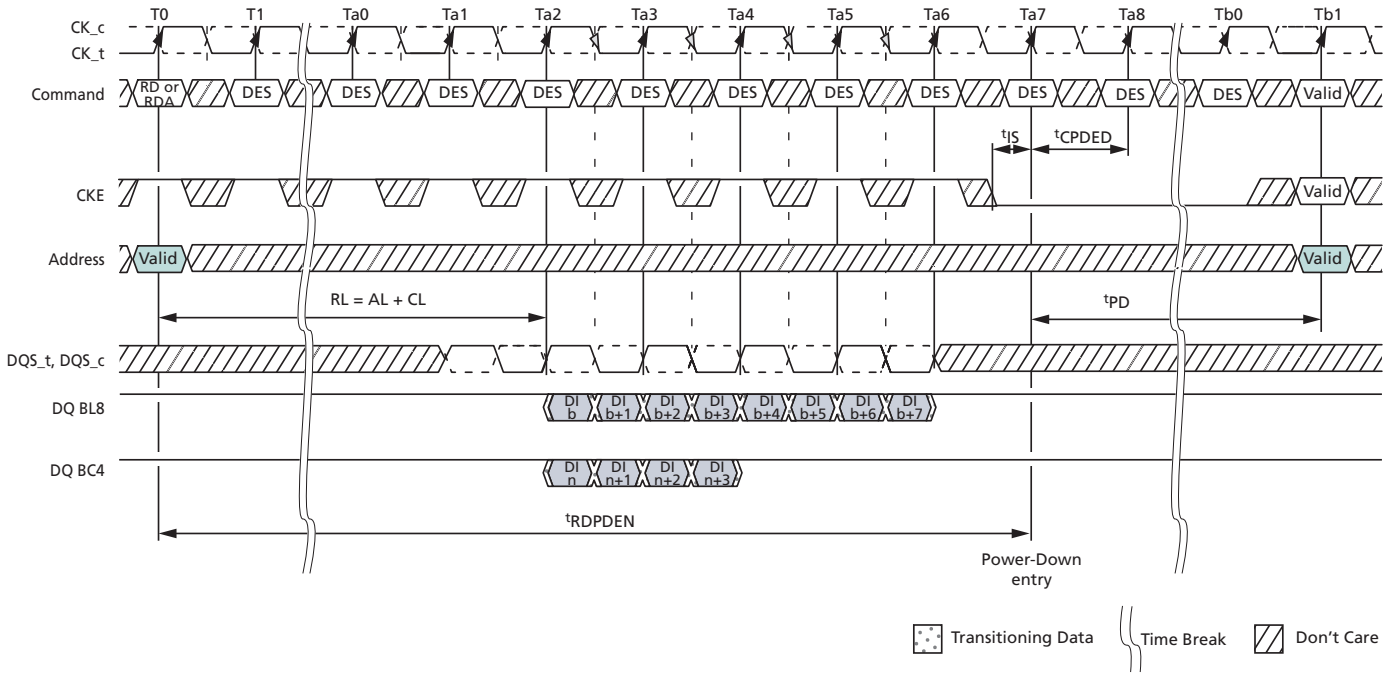 T0 T1 Ta0 Ta1 Ta2 Ta3 Ta4 Ta5 Ta6 Ta7 Ta8 Tb0 Tb1
CK_c
CK_t
Command RD or RDA DES DES DES DES DES DES DES DES DES DES DES Valid
tIS tCPDED
CKE Valid
Address Valid Valid
RL = AL + CL tPD
DQS_t, DQS_c
DQ BL8 DI b DI b+1 DI b+2 DI b+3 DI b+4 DI b+5 DI b+6 DI b+7
DQ BC4 DI n DI n+1 DI n+2 DI n+3
tRDPDEN
Power-Down
entry
Transitioning Data Time Break Don't Care